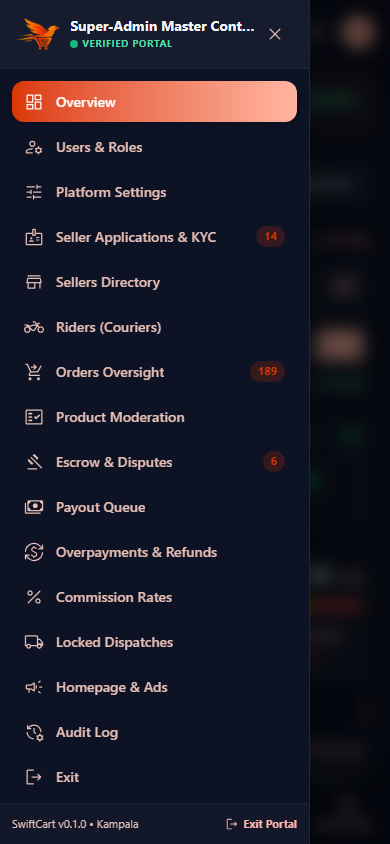 Super-Admin Master Cont...
VERIFIED PORTAL
Overview
Users & Roles
Platform Settings
Seller Applications & KYC 14
Sellers Directory
Riders (Couriers)
Orders Oversight 189
Product Moderation
Escrow & Disputes 6
Payout Queue
Overpayments & Refunds
Commission Rates
Locked Dispatches
Homepage & Ads
Audit Log
Exit
SwiftCart v0.1.0 • Kampala Exit Portal